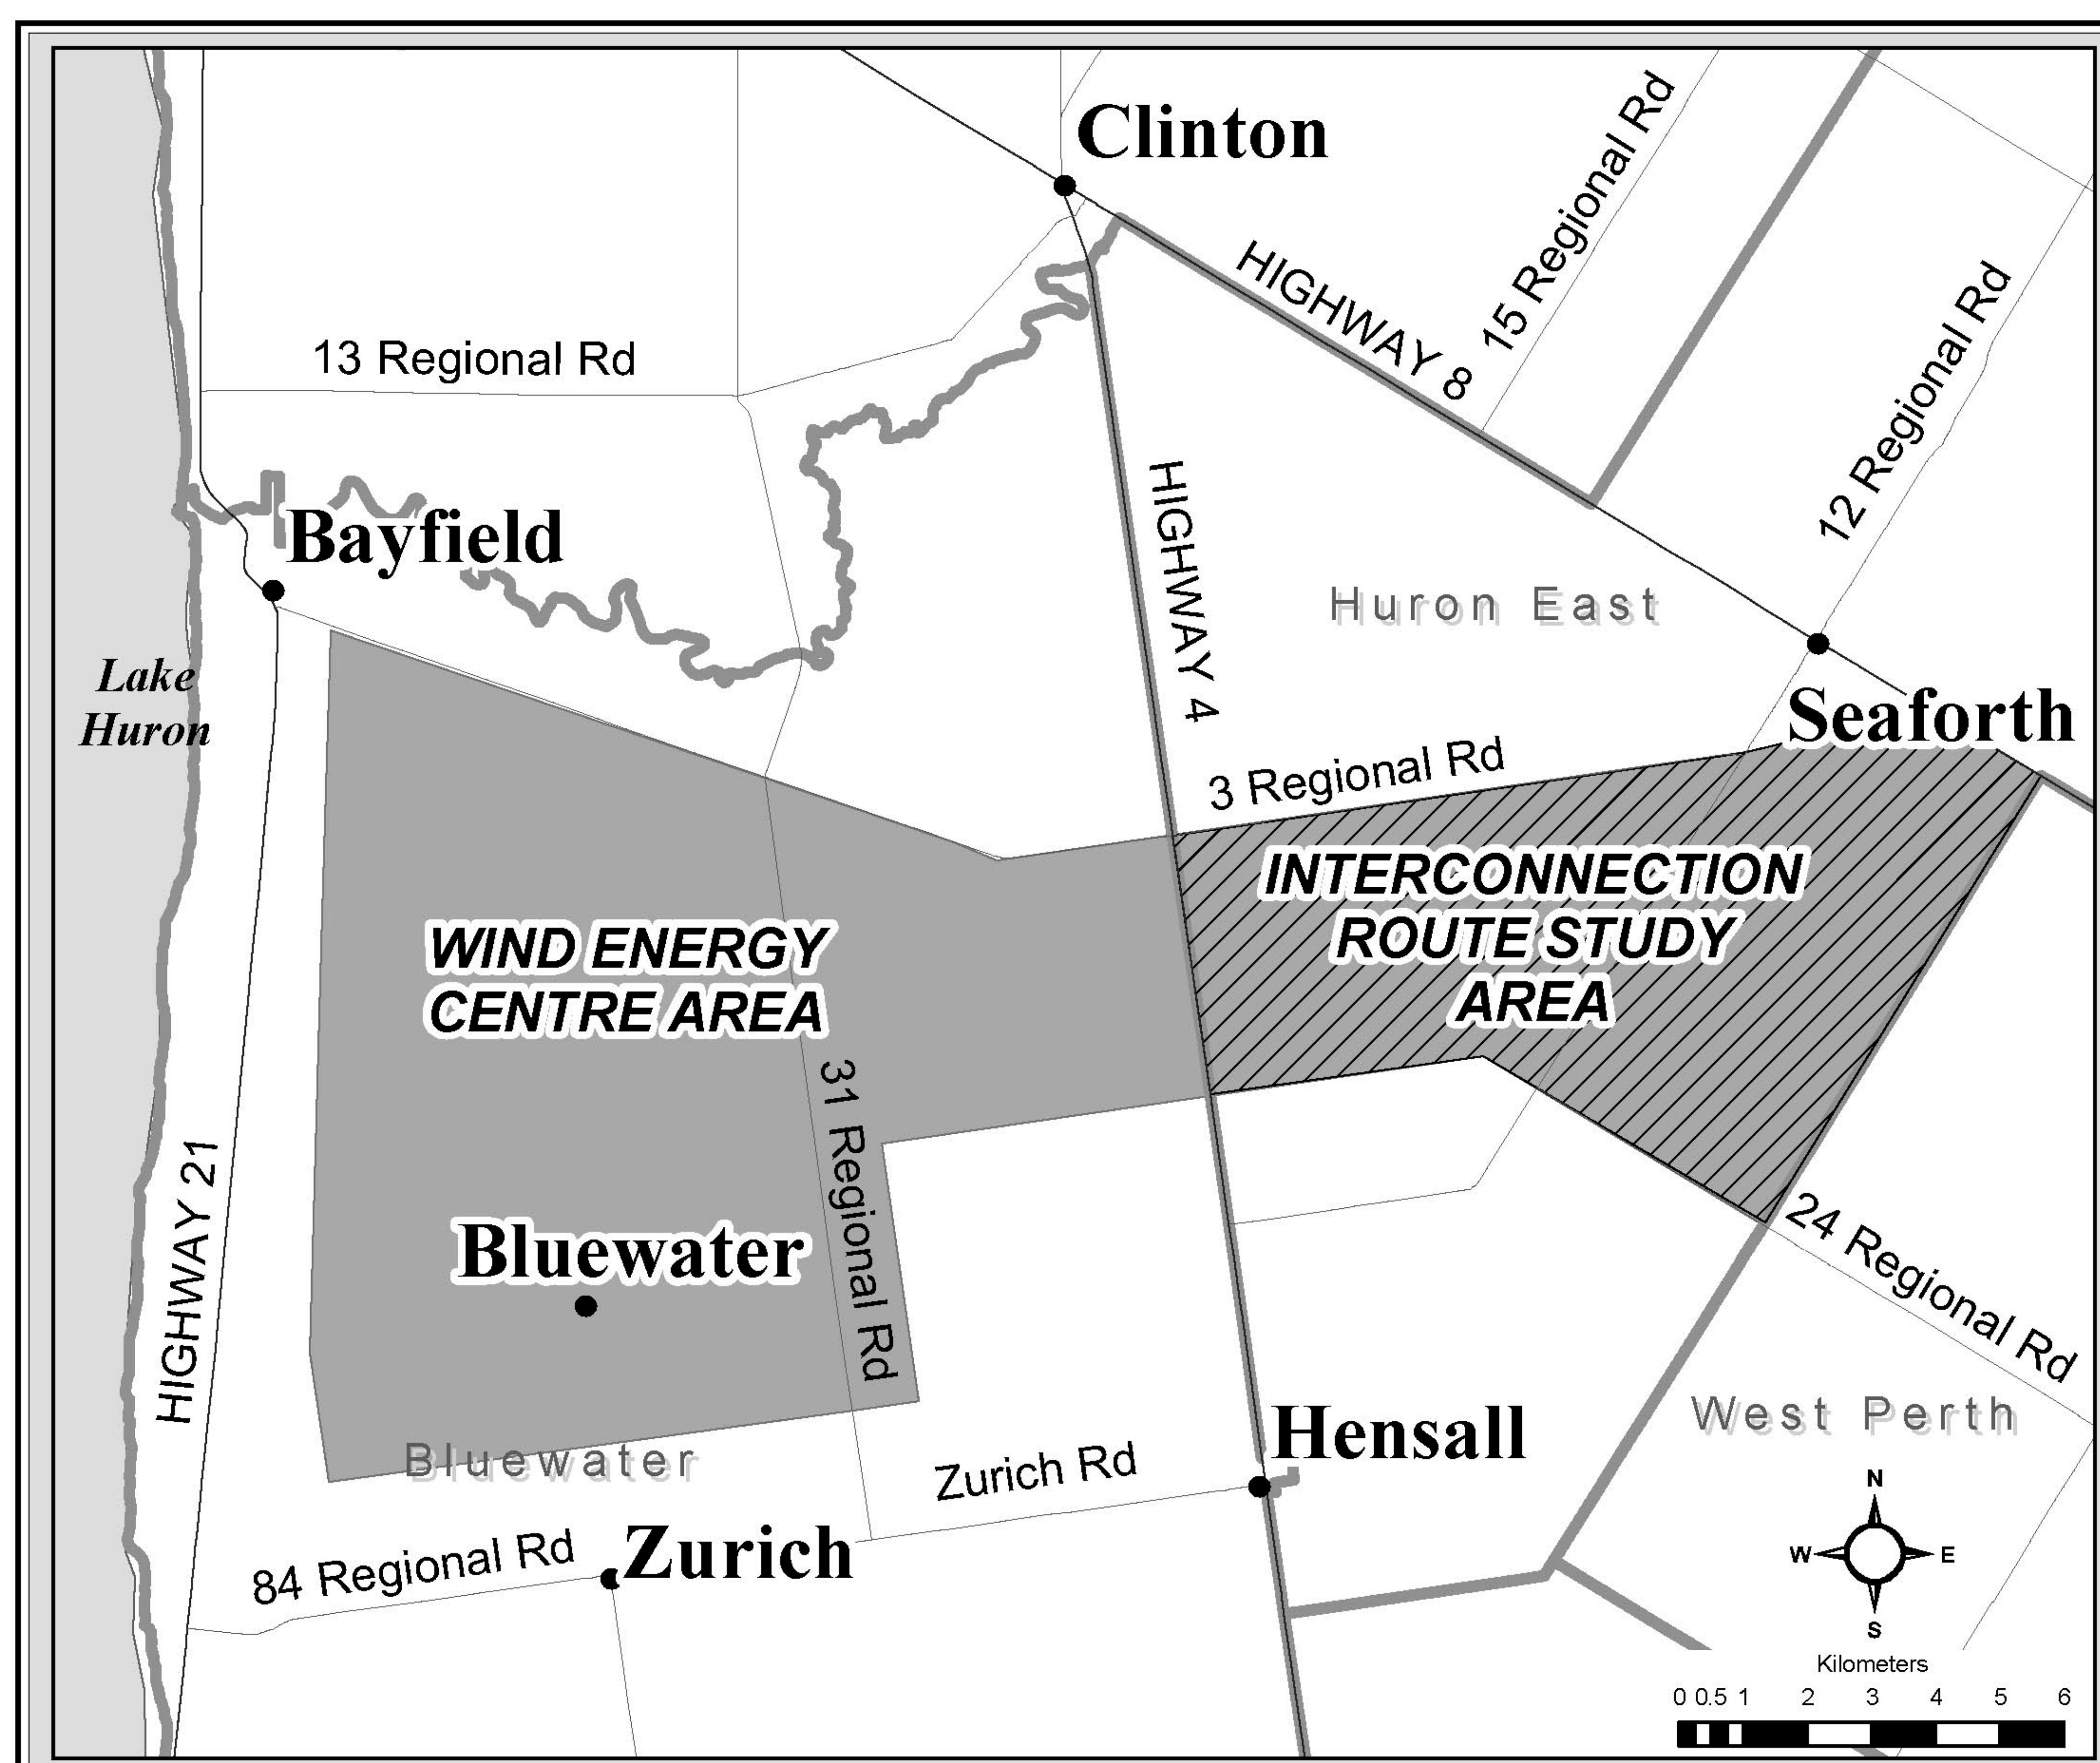 Clinton
15 Regional Rd
HIGHWAY 8
12 Regional Rd
13 Regional Rd
Bayfield
HIGHWAY 4
Huron East
Lake
Huron
Seaforth
3 Regional Rd
INTERCONNECTION
ROUTE STUDY
AREA
WIND ENERGY
CENTRE AREA
31 Regional Rd
HIGHWAY 21
Bluewater
24 Regional Rd
West Perth
Hensall
Bluewater
Zurich Rd
84 Regional Rd
Zurich
N
W E
S
Kilometers
0 0.5 1 2 3 4 5 6